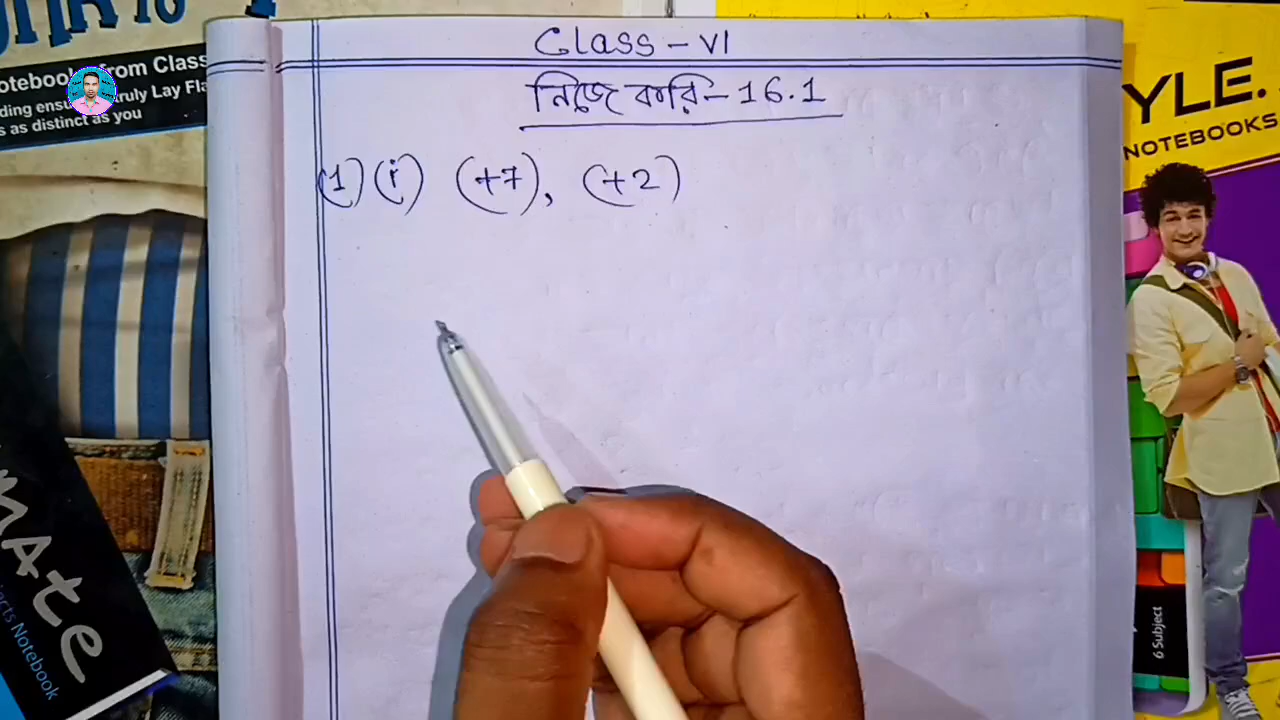 Class - VI
নিজে করি - 16.1
(1) (i) (+7), (+2)
otebooks from Class
ding ensu truly Lay Fla
s as distinct as you
YLE.
NOTEBOOKS
mate
Notebook
6 Subject